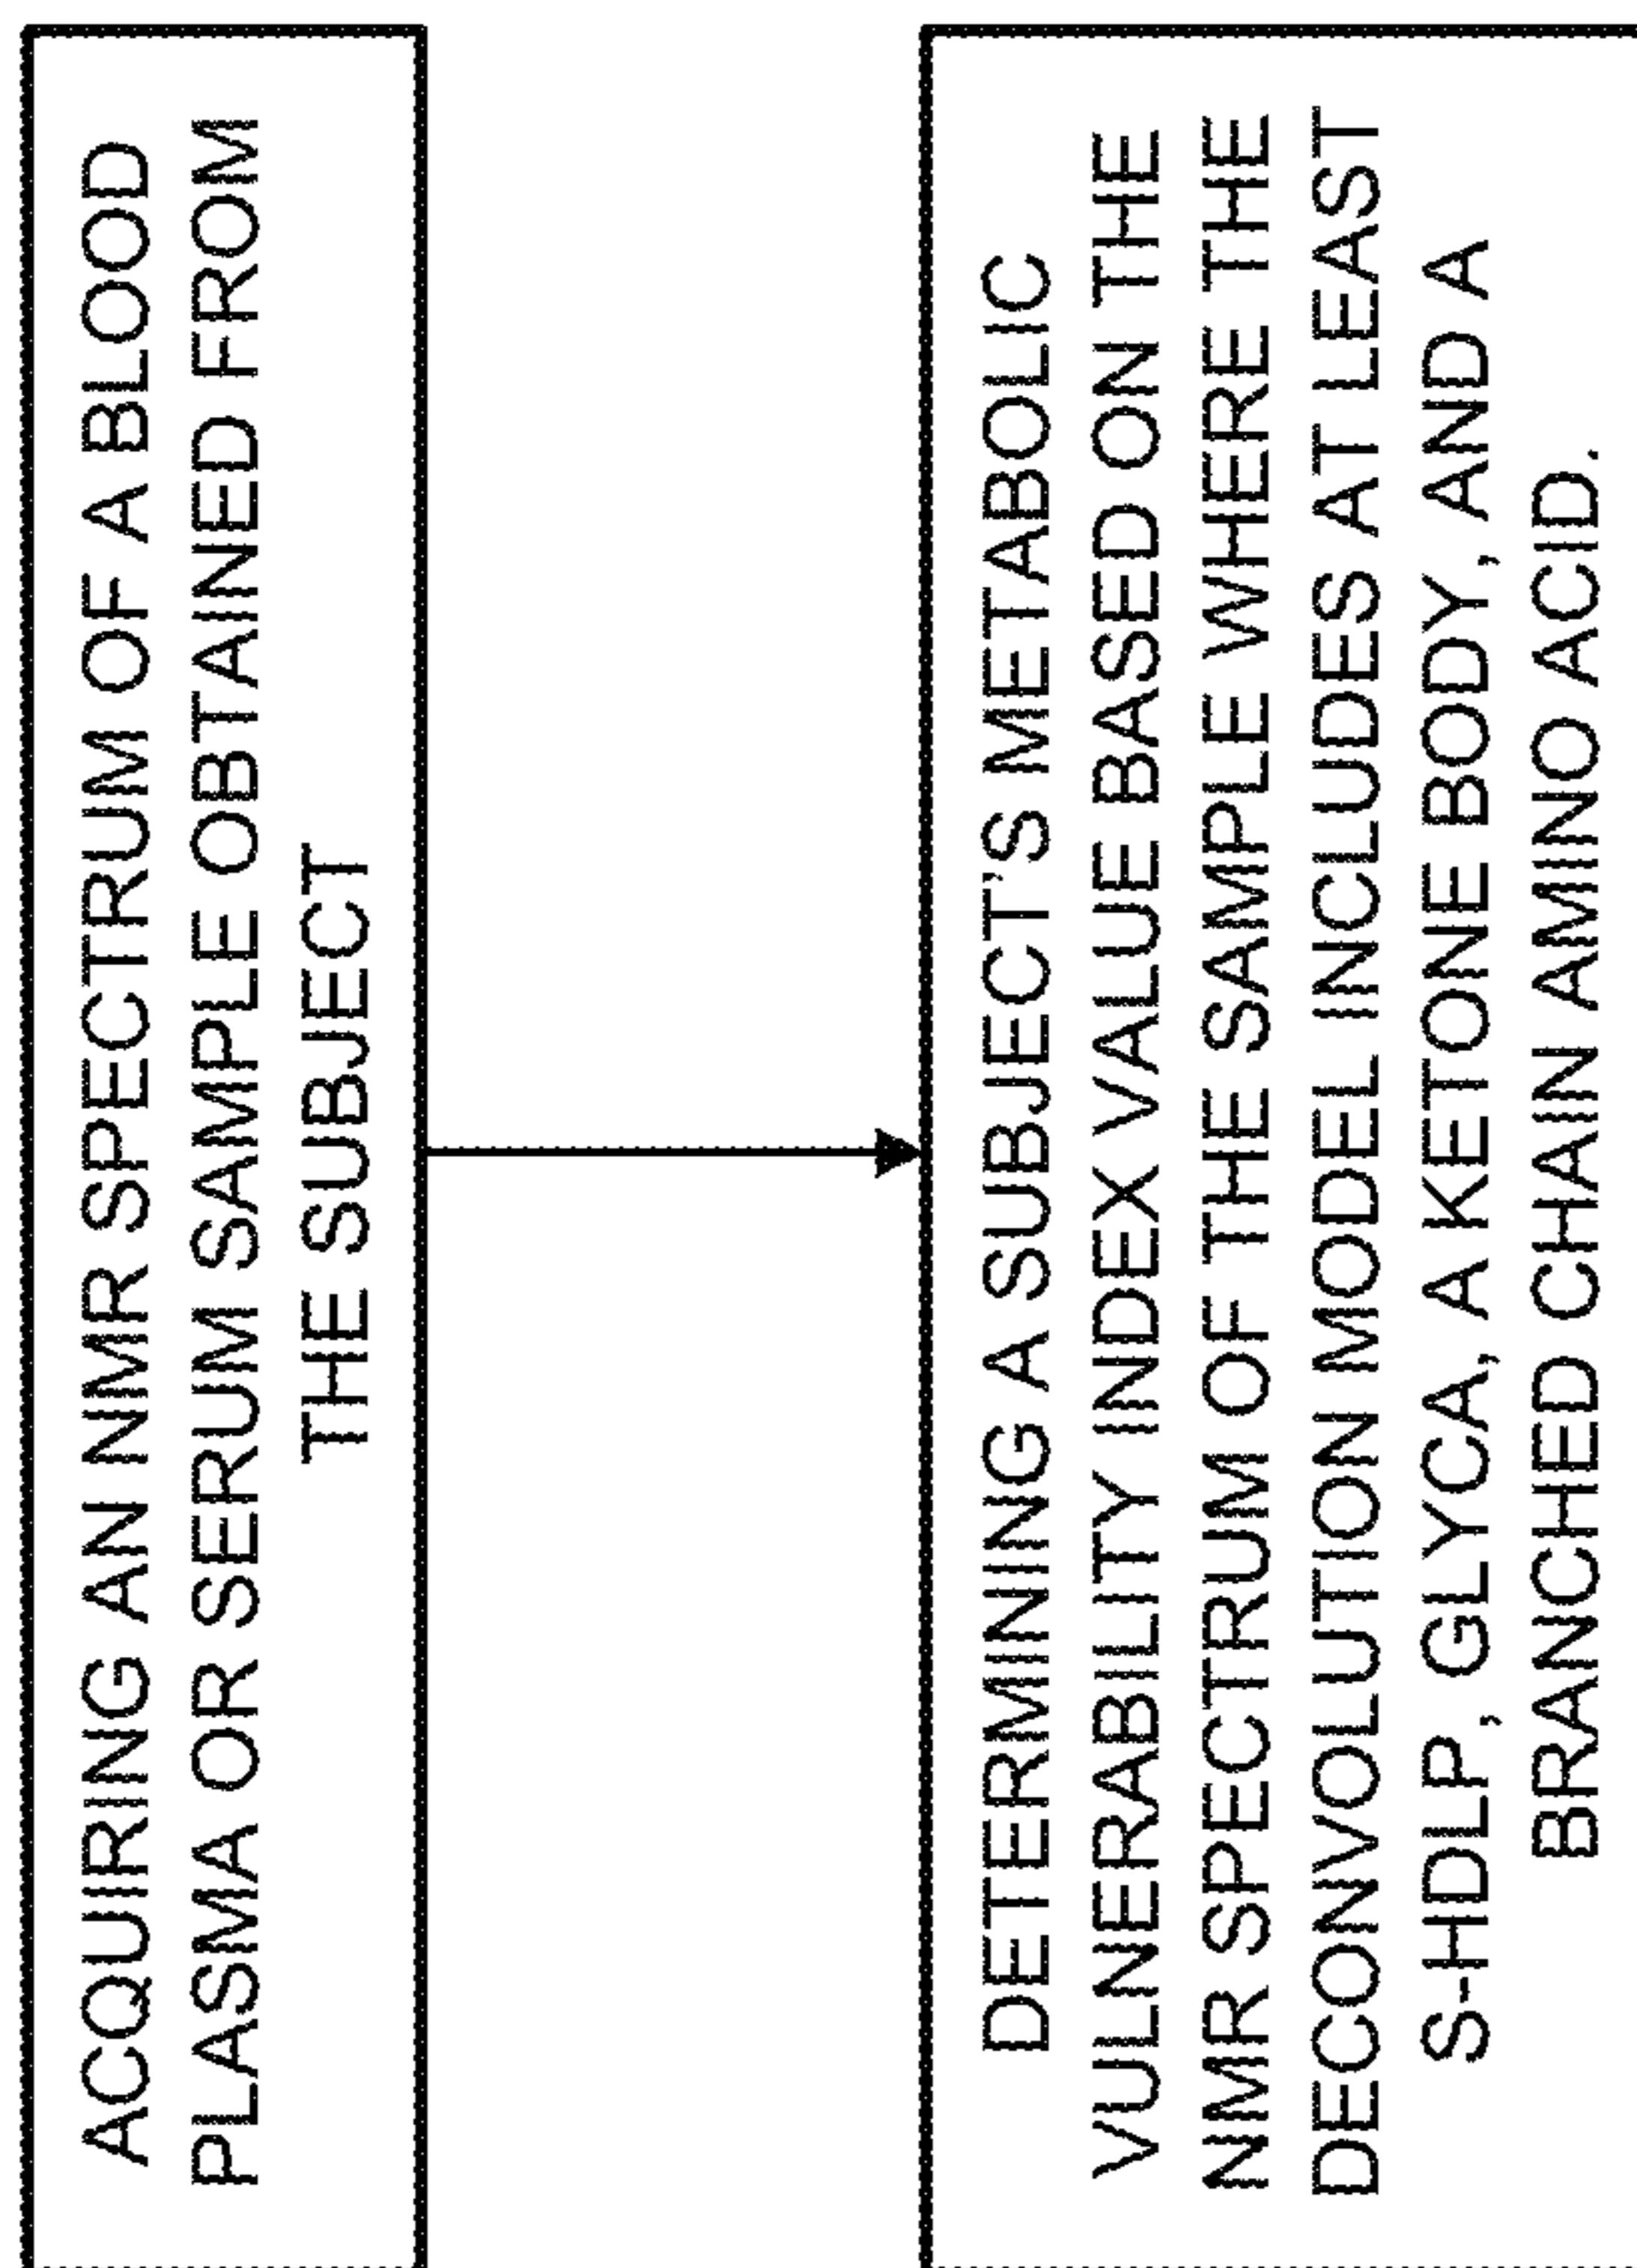 ACQUIRING AN NMR SPECTRUM OF A BLOOD
PLASMA OR SERUM SAMPLE OBTAINED FROM
THE SUBJECT
DETERMINING A SUBJECT'S METABOLIC
VULNERABILITY INDEX VALUE BASED ON THE
NMR SPECTRUM OF THE SAMPLE WHERE THE
DECONVOLUTION MODEL INCLUDES AT LEAST
S-HDLP, GLYCA, A KETONE BODY, AND A
BRANCHED CHAIN AMINO ACID.